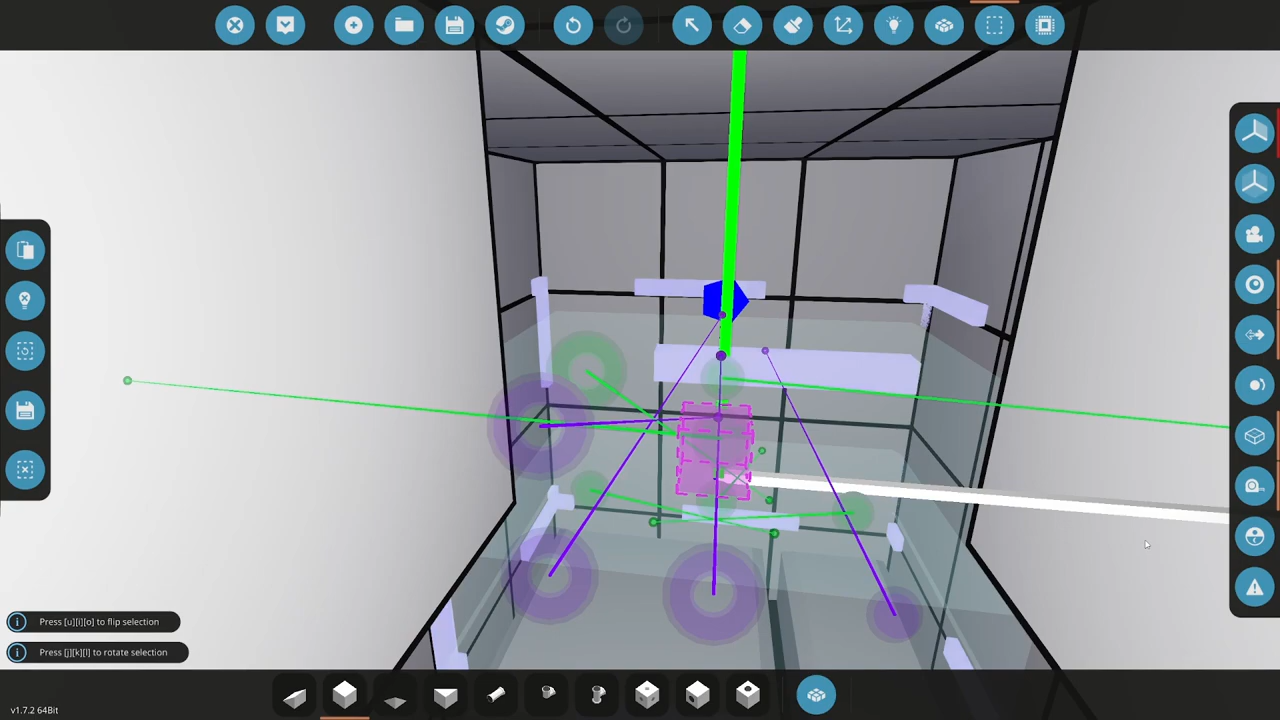 Press [u][i][o] to flip selection
Press [j][k][l] to rotate selection
v1.7.2 64Bit